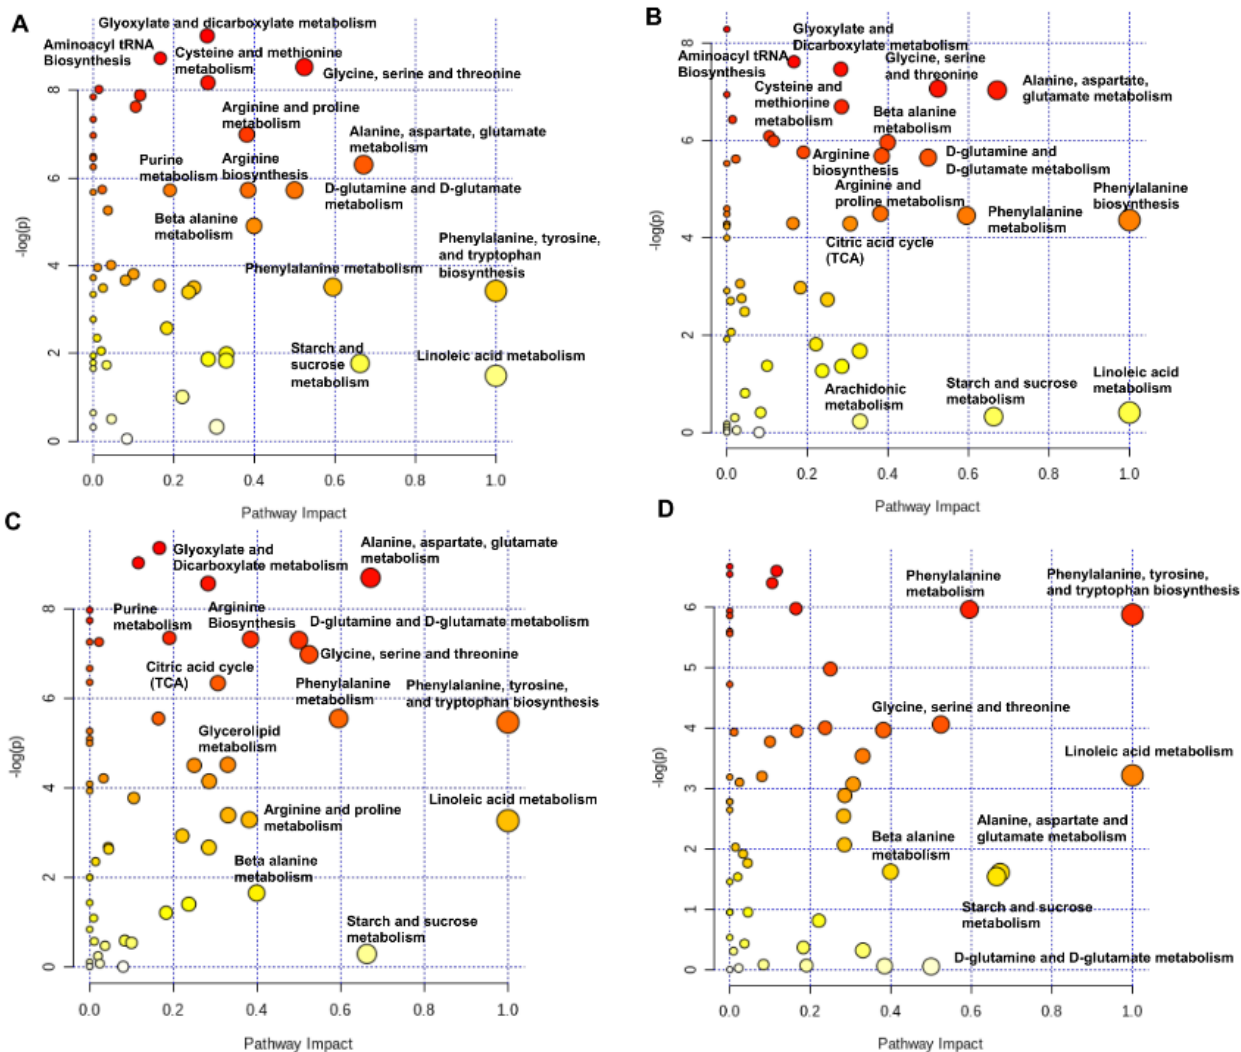 A
Glyoxylate and dicarboxylate metabolism
Aminoacyl tRNA
Biosynthesis
Cysteine and methionine
metabolism
Glycine, serine and threonine
Arginine and proline
metabolism
Alanine, aspartate, glutamate
metabolism
Purine
metabolism
Arginine
biosynthesis
D-glutamine and D-glutamate
metabolism
Beta alanine
metabolism
Phenylalanine, tyrosine,
and tryptophan
biosynthesis
Phenylalanine metabolism
Starch and
sucrose
metabolism
Linoleic acid metabolism
-log(p)
8
6
4
2
0
0.0 0.2 0.4 0.6 0.8 1.0
Pathway Impact
B
Glyoxylate and
Dicarboxylate metabolism
Aminoacyl tRNA
Biosynthesis
Glycine, serine
and threonine
Alanine, aspartate,
glutamate metabolism
Cysteine and
methionine
metabolism
Beta alanine
metabolism
Arginine
biosynthesis
D-glutamine and
D-glutamate metabolism
Arginine and
proline metabolism
Phenylalanine
biosynthesis
Phenylalanine
metabolism
Citric acid cycle
(TCA)
Arachidonic
metabolism
Starch and sucrose
metabolism
Linoleic acid
metabolism
-log(p)
8
6
4
2
0
0.0 0.2 0.4 0.6 0.8 1.0
Pathway Impact
C
Glyoxylate and
Dicarboxylate metabolism
Alanine, aspartate, glutamate
metabolism
Purine
metabolism
Arginine
Biosynthesis
D-glutamine and D-glutamate metabolism
Glycine, serine and threonine
Citric acid cycle
(TCA)
Phenylalanine
metabolism
Phenylalanine, tyrosine,
and tryptophan biosynthesis
Glycerolipid
metabolism
Arginine and proline
metabolism
Linoleic acid metabolism
Beta alanine
metabolism
Starch and sucrose
metabolism
-log(p)
8
6
4
2
0
0.0 0.2 0.4 0.6 0.8 1.0
Pathway Impact
D
Phenylalanine
metabolism
Phenylalanine, tyrosine,
and tryptophan biosynthesis
Glycine, serine and threonine
Linoleic acid metabolism
Alanine, aspartate and
glutamate metabolism
Beta alanine
metabolism
Starch and sucrose
metabolism
D-glutamine and D-glutamate metabolism
-log(p)
6
5
4
3
2
1
0
0.0 0.2 0.4 0.6 0.8 1.0
Pathway Impact